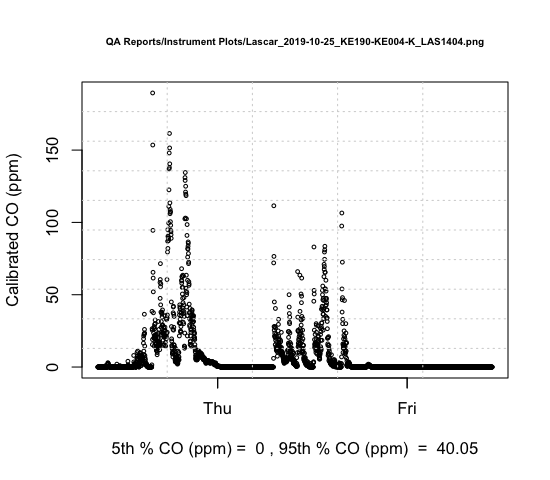 QA Reports/Instrument Plots/Lascar_2019-10-25_KE190-KE004-K_LAS1404.png
Calibrated CO (ppm)
150
100
50
0
Thu Fri
5th % CO (ppm) = 0 , 95th % CO (ppm) = 40.05